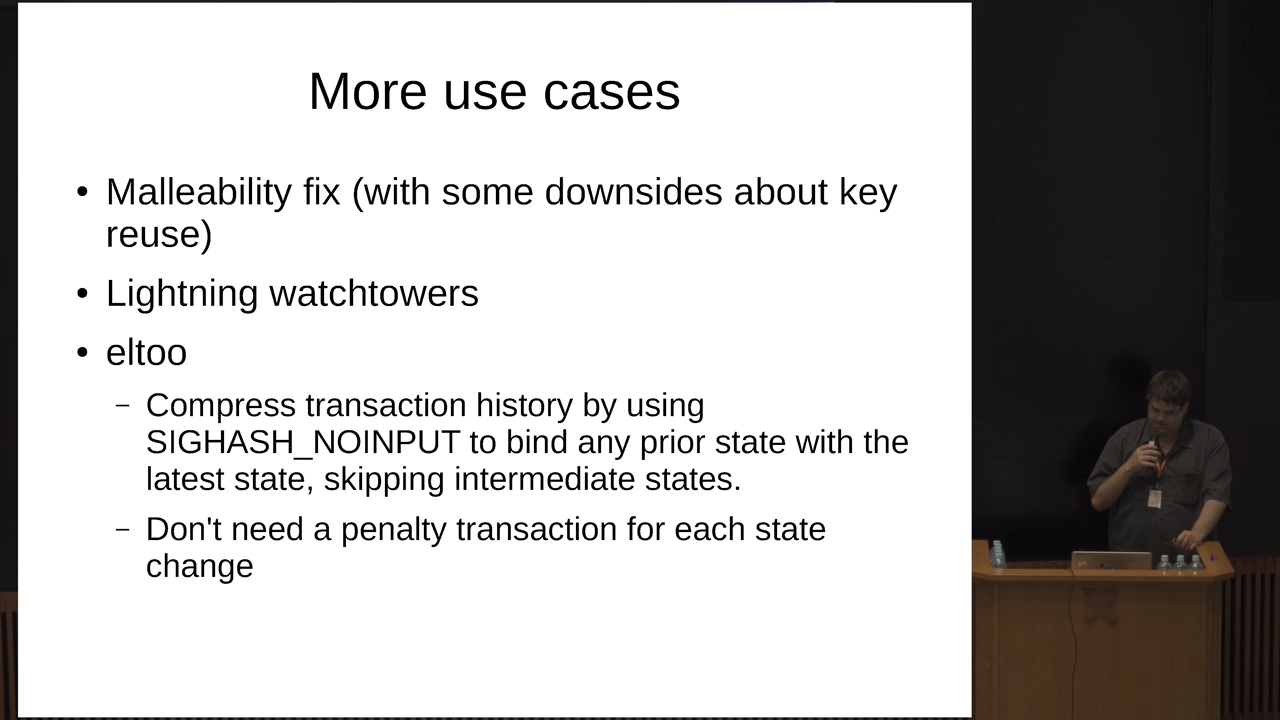 More use cases
• Malleability fix (with some downsides about key
reuse)
• Lightning watchtowers
• eltoo
– Compress transaction history by using
SIGHASH_NOINPUT to bind any prior state with the
latest state, skipping intermediate states.
– Don't need a penalty transaction for each state
change